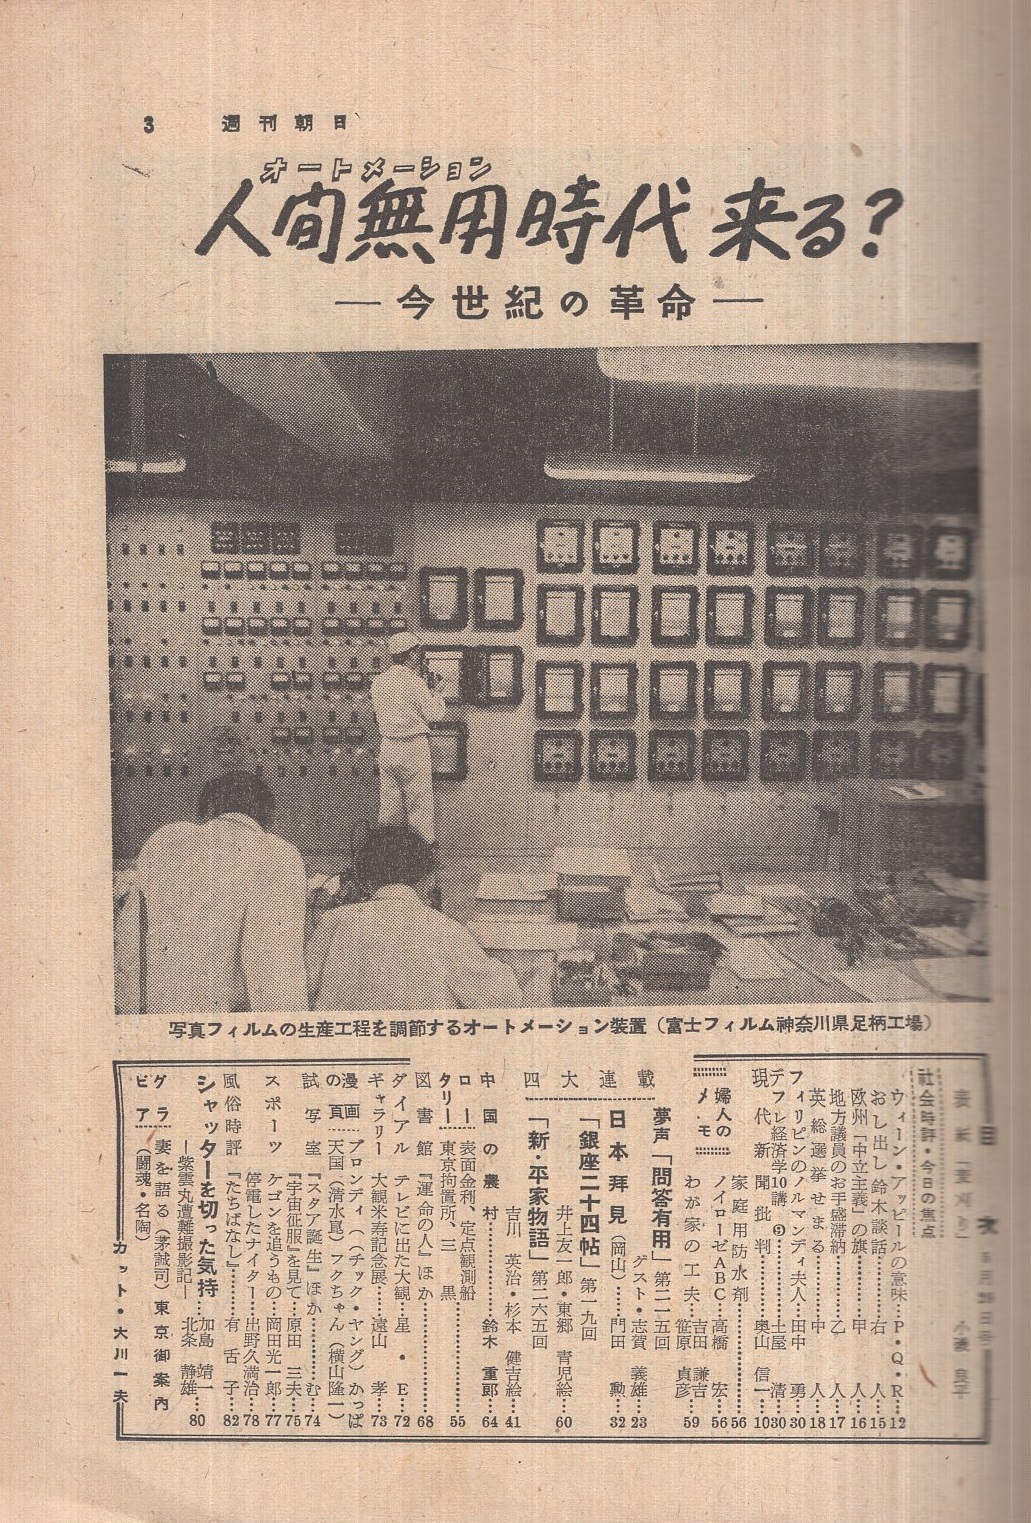 3
週刊朝日
オートメーション
人間無用時代来る?
―今世紀の革命―
写真フィルムの生産工程を調節するオートメーション装置(富士フィルム神奈川県足柄工場)
目次
5月29日号
表紙「麦刈り」 小磯良平
社会時評・今日の焦点
ウィーン・アッピールの意味…P・Q・R…12
おし出し鈴木談話……右人…15
欧州「中立主義」の旗…甲人…16
地方議員のお手盛滞納…乙人…17
英総選挙せまる……中人…18
フィリピンのノルマンディ夫人…田中勇…30
デフレ経済学10講⑨……土屋清…30
現代新聞批判……奥山信一…10
家庭用防水剤……56
婦人のメモ
ノイローゼABC…高橋宏…56
わが家の工夫……吉田謙吉 笹原貞彦…59
四大連載
夢声「問答有用」第二一五回 ゲスト・志賀義雄…23
日本拝見(岡山)……門田勲…32
「銀座二十四帖」第一九回 井上友一郎・東郷青児絵…60
「新・平家物語」第二六五回 吉川英治・杉本健吉絵…41
中国の農村……鈴木重郎…64
ロータリー 表面金利、定点観測船 東京拘置所、三黒……55
図書館『運命の人』ほか……68
ダイアル テレビに出た大観…星・E…72
ギャラリー 大観米寿記念展…遠山孝…73
漫画の頁 ブロンディ(チック・ヤング)かっぱ天国(清水崑)フクちゃん(横山隆一)
試写室『スタア誕生』ほか……む…74
『宇宙征服』を見て…原田三夫…75
スポーツ ケゴンを追うもの…岡田光一郎…77
停電したナイター…出野久満治…78
風俗時評『たちばなし』……有舌子…82
シャッターを切った気持…加島靖一 北条静雄…80
―紫雲丸遭難撮影記―
グラビア 妻を語る(茅誠司)東京御案内(闘魂・名陶)
カット・大川一夫